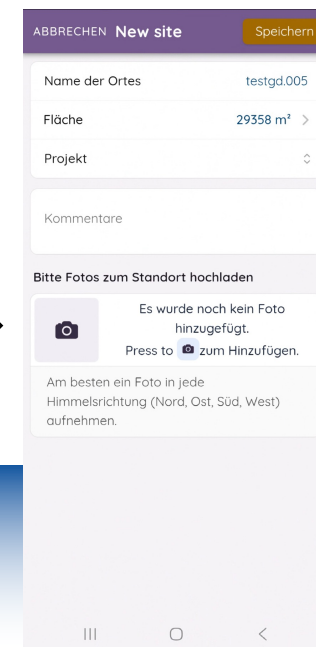 ABBRECHEN New site Speichern
Name der Ortes testgd.005
Fläche 29358 m²
Projekt
Kommentare
Bitte Fotos zum Standort hochladen
Es wurde noch kein Foto
hinzugefügt.
Press to zum Hinzufügen.
Am besten ein Foto in jede
Himmelsrichtung (Nord, Ost, Süd, West)
aufnehmen.